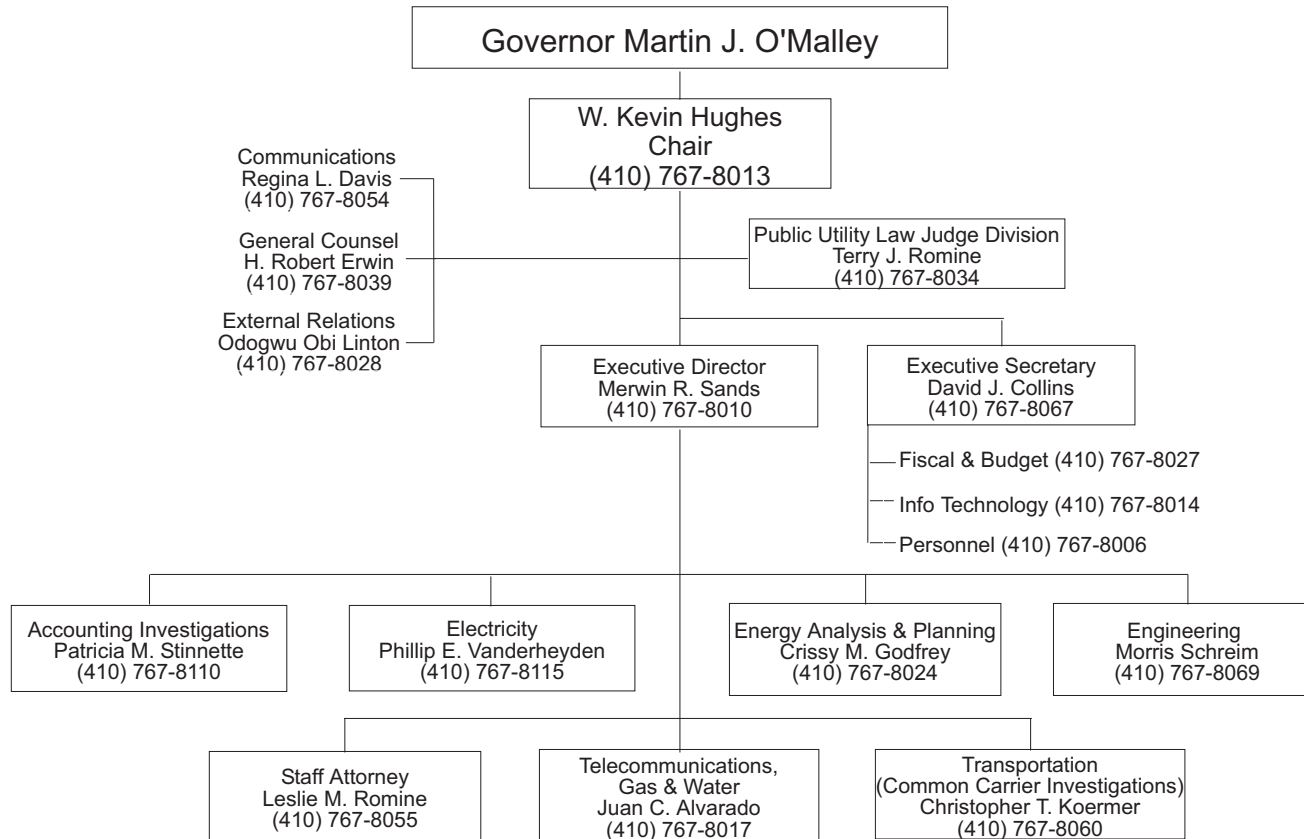 Governor Martin J. O'Malley
W. Kevin Hughes
Chair
(410) 767-8013
Communications
Regina L. Davis
(410) 767-8054
General Counsel
H. Robert Erwin
(410) 767-8039
External Relations
Odogwu Obi Linton
(410) 767-8028
Public Utility Law Judge Division
Terry J. Romine
(410) 767-8034
Executive Director
Merwin R. Sands
(410) 767-8010
Executive Secretary
David J. Collins
(410) 767-8067
Fiscal & Budget (410) 767-8027
Info Technology (410) 767-8014
Personnel (410) 767-8006
Accounting Investigations
Patricia M. Stinnette
(410) 767-8110
Electricity
Phillip E. Vanderheyden
(410) 767-8115
Energy Analysis & Planning
Crissy M. Godfrey
(410) 767-8024
Engineering
Morris Schreim
(410) 767-8069
Staff Attorney
Leslie M. Romine
(410) 767-8055
Telecommunications,
Gas & Water
Juan C. Alvarado
(410) 767-8017
Transportation
(Common Carrier Investigations)
Christopher T. Koermer
(410) 767-8060